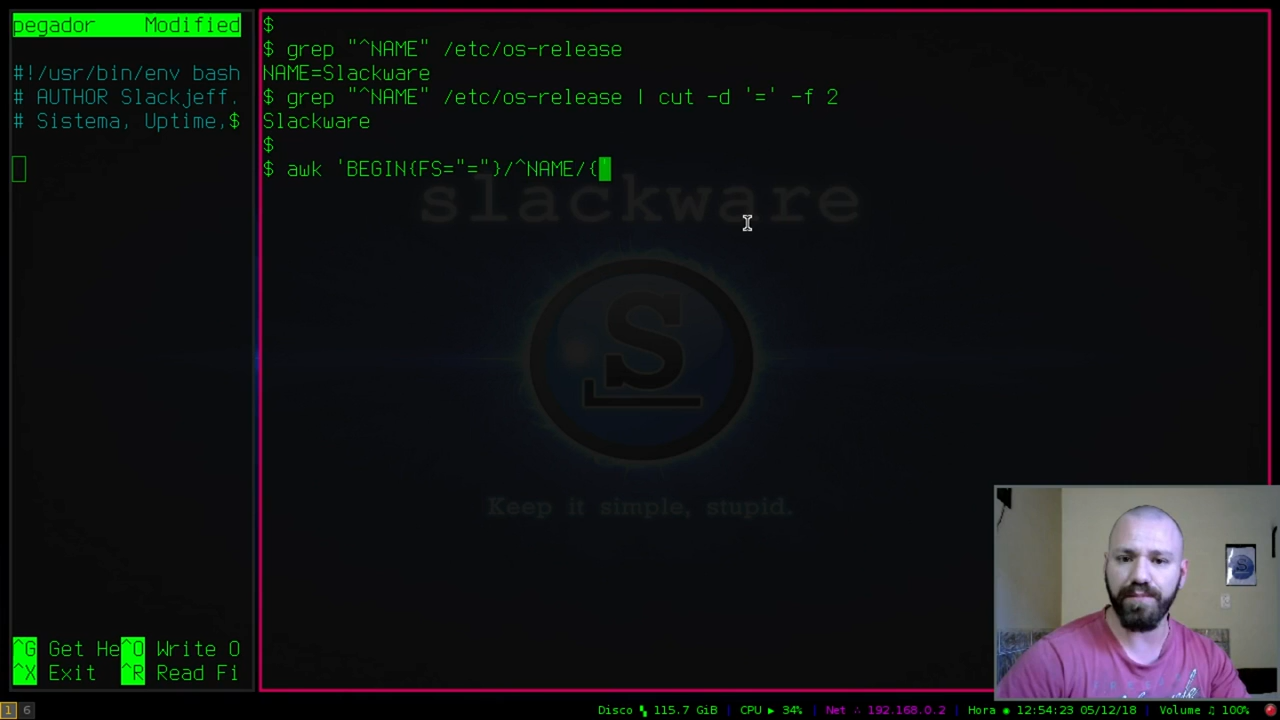 pegador    Modified
#!/usr/bin/env bash
# AUTHOR Slackjeff.
# Sistema, Uptime,$
^G Get He^O Write O
^X Exit  ^R Read Fi
$
$ grep "^NAME" /etc/os-release
NAME=Slackware
$ grep "^NAME" /etc/os-release | cut -d '=' -f 2
Slackware
$
$ awk 'BEGIN{FS="="}/^NAME/{'
slackware
S
Keep it simple, stupid.
1 6
Disco 115.7 GiB | CPU ▶ 34% | Net 192.168.0.2 | Hora ◉ 12:54:23 05/12/18 | Volume ♫ 100%